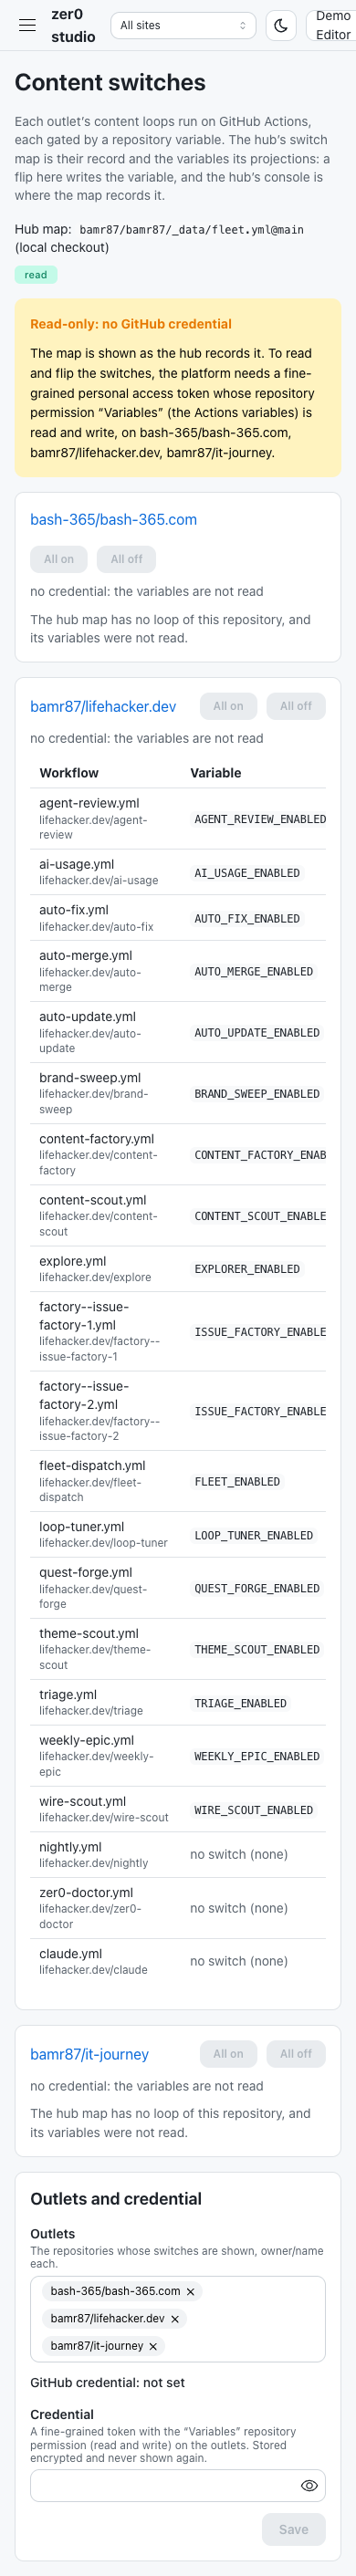 zer0
studio
All sites
Demo
Editor
Content switches
Each outlet's content loops run on GitHub Actions,
each gated by a repository variable. The hub's switch
map is their record and the variables its projections: a
flip here writes the variable, and the hub's console is
where the map records it.
Hub map: bamr87/bamr87/_data/fleet.yml@main
(local checkout)
read
Read-only: no GitHub credential
The map is shown as the hub records it. To read
and flip the switches, the platform needs a fine-
grained personal access token whose repository
permission “Variables” (the Actions variables) is
read and write, on bash-365/bash-365.com,
bamr87/lifehacker.dev, bamr87/it-journey.
bash-365/bash-365.com
All on All off
no credential: the variables are not read
The hub map has no loop of this repository, and
its variables were not read.
bamr87/lifehacker.dev All on All off
no credential: the variables are not read
Workflow Variable
agent-review.yml
lifehacker.dev/agent-
review
AGENT_REVIEW_ENABLED
ai-usage.yml
lifehacker.dev/ai-usage
AI_USAGE_ENABLED
auto-fix.yml
lifehacker.dev/auto-fix
AUTO_FIX_ENABLED
auto-merge.yml
lifehacker.dev/auto-
merge
AUTO_MERGE_ENABLED
auto-update.yml
lifehacker.dev/auto-
update
AUTO_UPDATE_ENABLED
brand-sweep.yml
lifehacker.dev/brand-
sweep
BRAND_SWEEP_ENABLED
content-factory.yml
lifehacker.dev/content-
factory
CONTENT_FACTORY_ENAB
content-scout.yml
lifehacker.dev/content-
scout
CONTENT_SCOUT_ENABLE
explore.yml
lifehacker.dev/explore
EXPLORER_ENABLED
factory--issue-
factory-1.yml
lifehacker.dev/factory--
issue-factory-1
ISSUE_FACTORY_ENABLE
factory--issue-
factory-2.yml
lifehacker.dev/factory--
issue-factory-2
ISSUE_FACTORY_ENABLE
fleet-dispatch.yml
lifehacker.dev/fleet-
dispatch
FLEET_ENABLED
loop-tuner.yml
lifehacker.dev/loop-tuner
LOOP_TUNER_ENABLED
quest-forge.yml
lifehacker.dev/quest-
forge
QUEST_FORGE_ENABLED
theme-scout.yml
lifehacker.dev/theme-
scout
THEME_SCOUT_ENABLED
triage.yml
lifehacker.dev/triage
TRIAGE_ENABLED
weekly-epic.yml
lifehacker.dev/weekly-
epic
WEEKLY_EPIC_ENABLED
wire-scout.yml
lifehacker.dev/wire-scout
WIRE_SCOUT_ENABLED
nightly.yml
lifehacker.dev/nightly
no switch (none)
zer0-doctor.yml
lifehacker.dev/zer0-
doctor
no switch (none)
claude.yml
lifehacker.dev/claude
no switch (none)
bamr87/it-journey All on All off
no credential: the variables are not read
The hub map has no loop of this repository, and
its variables were not read.
Outlets and credential
Outlets
The repositories whose switches are shown, owner/name
each.
bash-365/bash-365.com
bamr87/lifehacker.dev
bamr87/it-journey
GitHub credential: not set
Credential
A fine-grained token with the “Variables” repository
permission (read and write) on the outlets. Stored
encrypted and never shown again.
Save